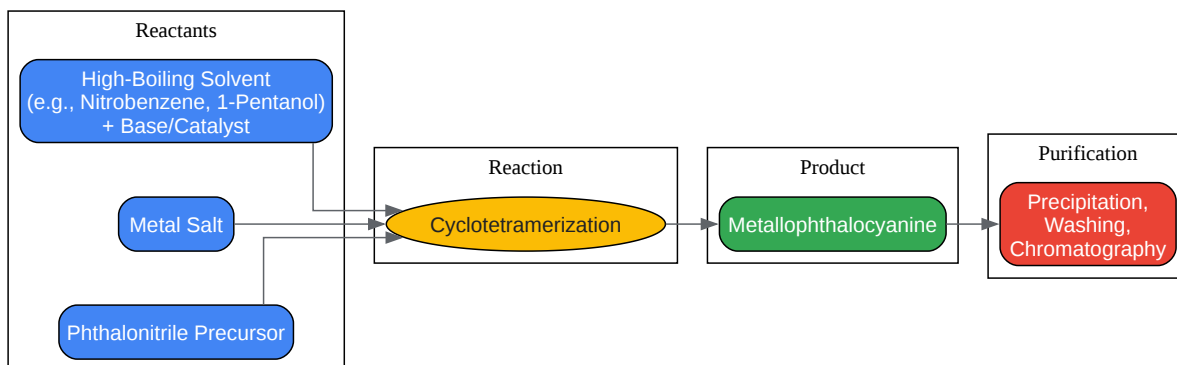 Reactants
High-Boiling Solvent
(e.g., Nitrobenzene, 1-Pentanol)
+ Base/Catalyst
Metal Salt
Phthalonitrile Precursor
Reaction
Cyclotetramerization
Product
Metallophthalocyanine
Purification
Precipitation,
Washing,
Chromatography